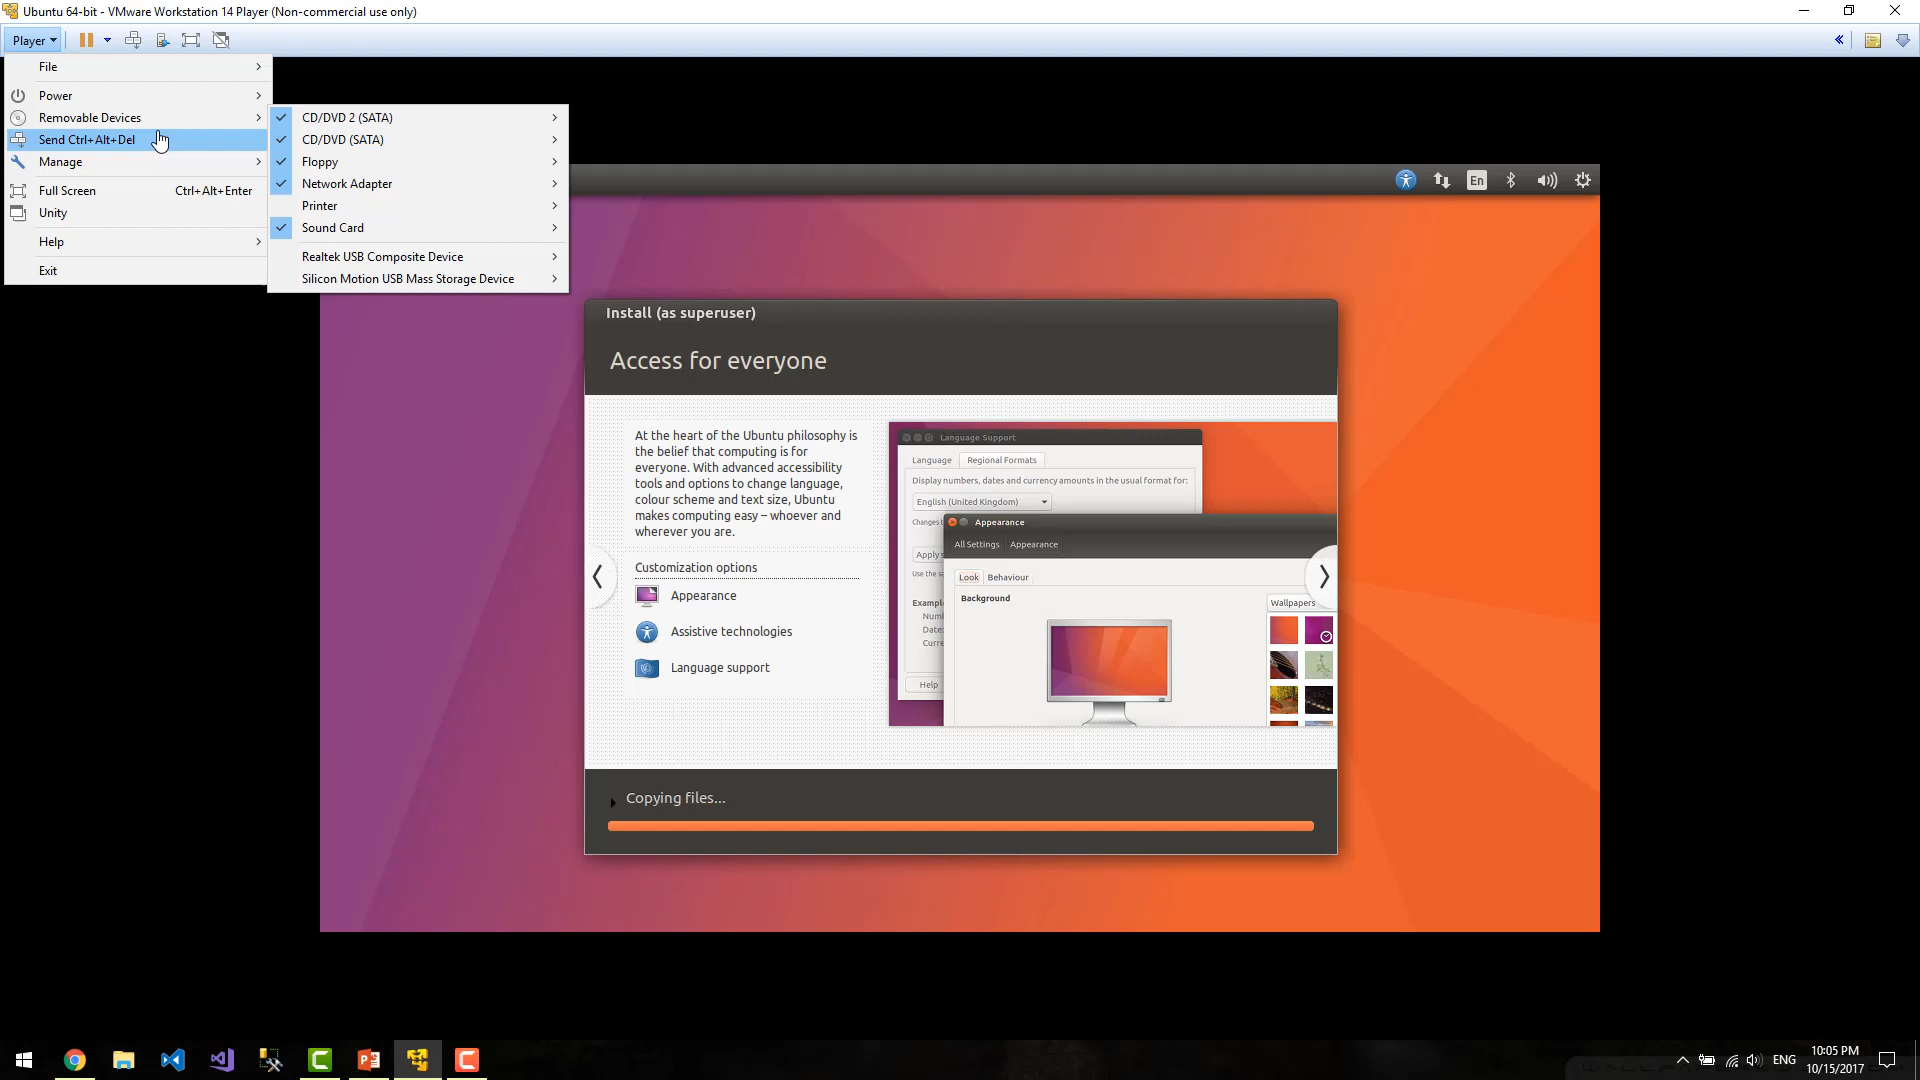 Ubuntu 64-bit - VMware Workstation 14 Player (Non-commercial use only)
Player
File
Power
Removable Devices
Send Ctrl+Alt+Del
Manage
Full Screen Ctrl+Alt+Enter
Unity
Help
Exit
CD/DVD 2 (SATA)
CD/DVD (SATA)
Floppy
Network Adapter
Printer
Sound Card
Realtek USB Composite Device
Silicon Motion USB Mass Storage Device
En
Install (as superuser)
Access for everyone
At the heart of the Ubuntu philosophy is
the belief that computing is for
everyone. With advanced accessibility
tools and options to change language,
colour scheme and text size, Ubuntu
makes computing easy – whoever and
wherever you are.
Customization options
Appearance
Assistive technologies
Language support
Language Support
Language Regional Formats
Display numbers, dates and currency amounts in the usual format for:
English (United Kingdom)
Changes
Apply
Use the
Example
Date:
Help
Appearance
All Settings Appearance
Look Behaviour
Background
Wallpapers
Copying files...
ENG
10:05 PM
10/15/2017